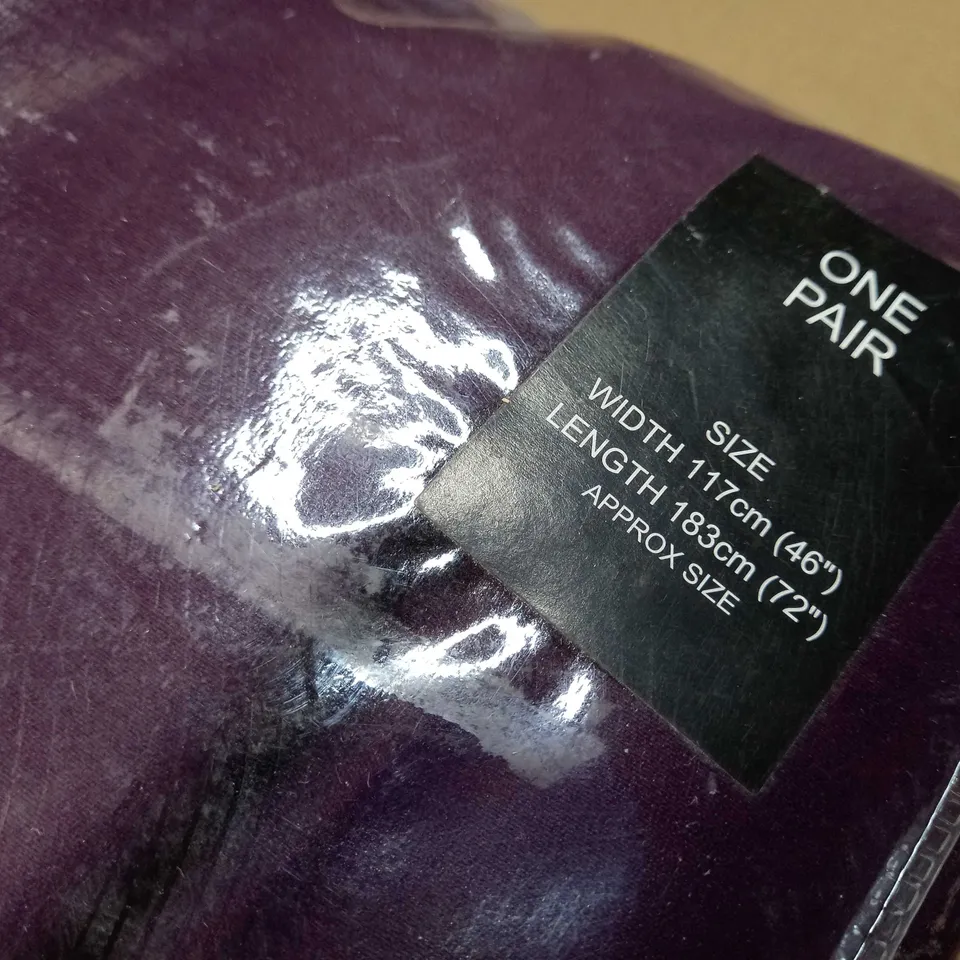 ONE
PAIR
SIZE
WIDTH 117cm (46")
LENGTH 183cm (72")
APPROX SIZE